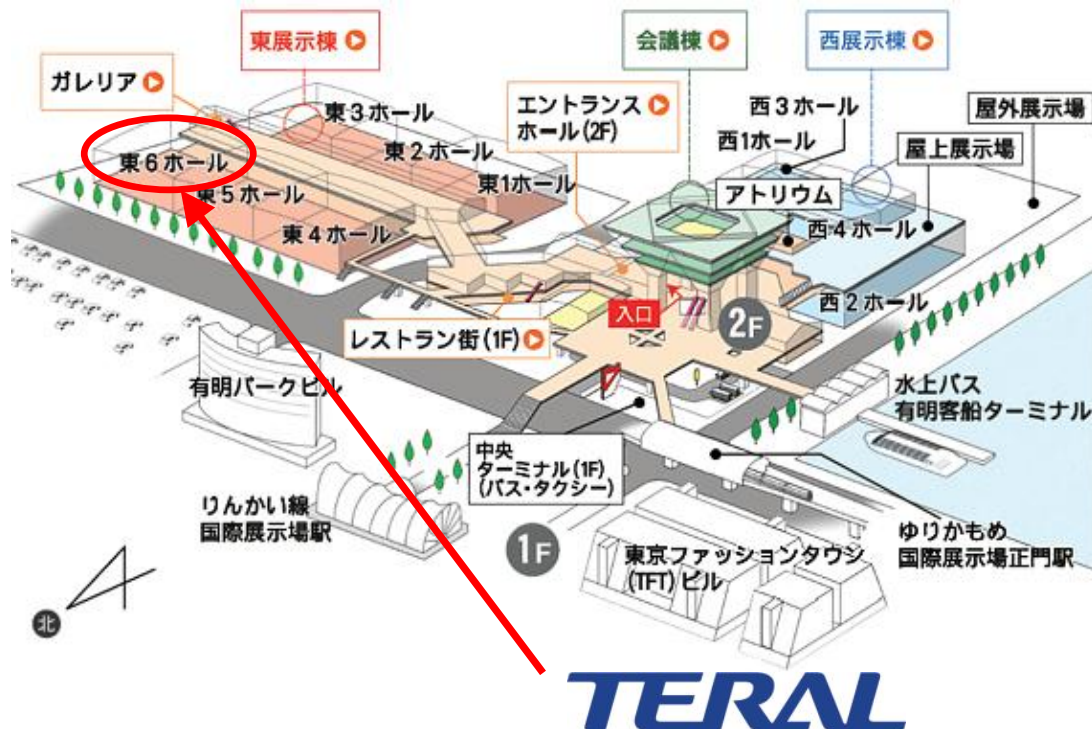 東展示棟
会議棟
西展示棟
ガレリア
エントランス
ホール(2F)
西3ホール
西1ホール
屋外展示場
屋上展示場
東3ホール
東2ホール
東1ホール
東6ホール
東5ホール
東4ホール
アトリウム
西4ホール
西2ホール
入口
2F
レストラン街(1F)
有明パークビル
水上バス
有明客船ターミナル
中央
ターミナル(1F)
(バス・タクシー)
りんかい線
国際展示場駅
1F
東京ファッションタウン
(TFT)ビル
ゆりかもめ
国際展示場正門駅
北
TERAL